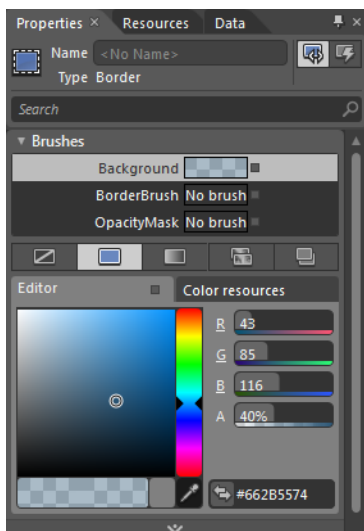 Properties × Resources Data
Name <No Name>
Type Border
Search
Brushes
Background
BorderBrush No brush
OpacityMask No brush
Editor Color resources
R 43
G 85
B 116
A 40%
#662B5574